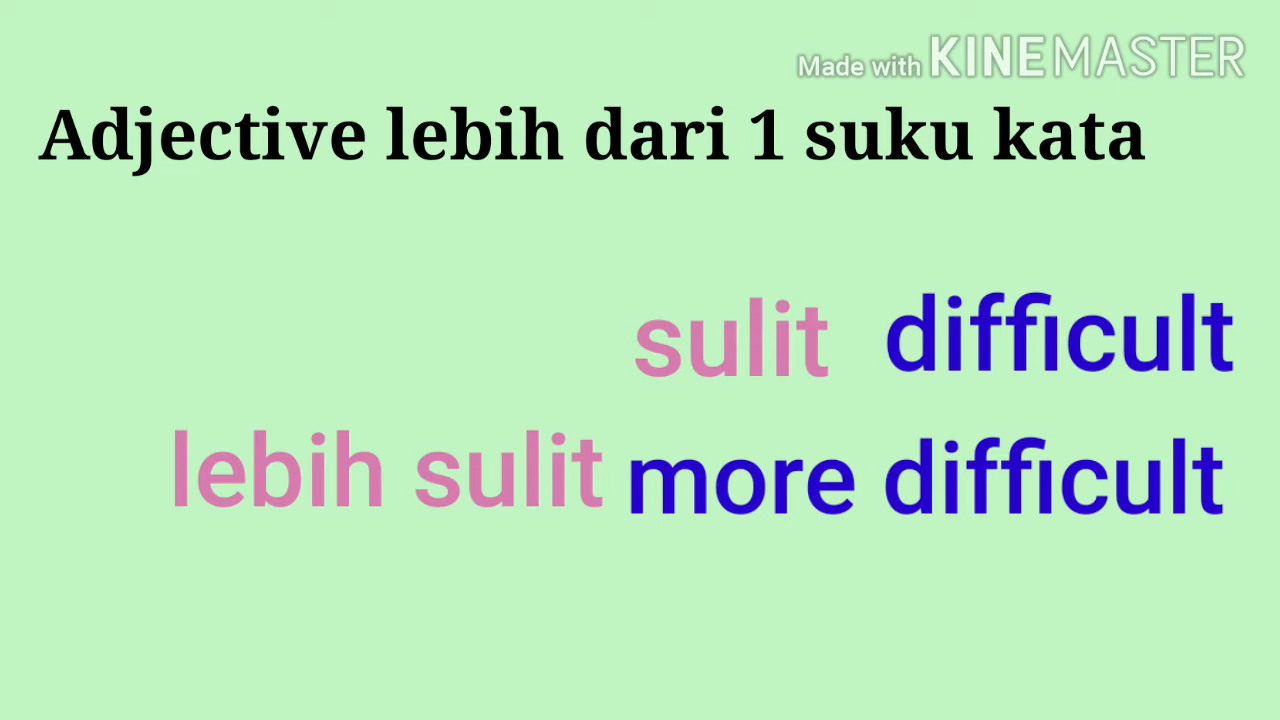 Made with KINEMASTER
Adjective lebih dari 1 suku kata
sulit difficult
lebih sulit more difficult